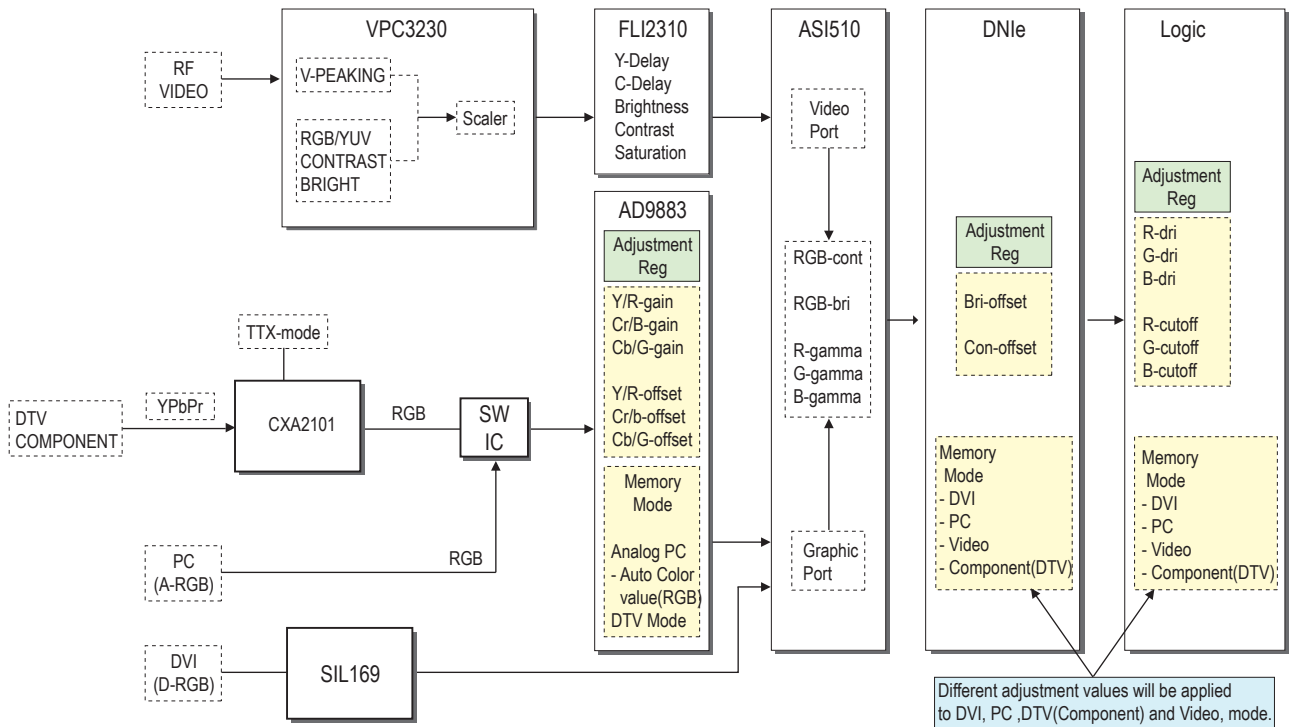 VPC3230
RF
VIDEO
V-PEAKING
RGB/YUV
CONTRAST
BRIGHT
Scaler
FLI2310
Y-Delay
C-Delay
Brightness
Contrast
Saturation
AD9883
Adjustment
Reg
Y/R-gain
Cr/B-gain
Cb/G-gain
Y/R-offset
Cr/b-offset
Cb/G-offset
Memory
Mode
Analog PC
- Auto Color
value(RGB)
DTV Mode
TTX-mode
DTV
COMPONENT
YPbPr
CXA2101
RGB
SW
IC
PC
(A-RGB)
RGB
DVI
(D-RGB)
SIL169
ASI510
Video
Port
RGB-cont
RGB-bri
R-gamma
G-gamma
B-gamma
Graphic
Port
DNIe
Adjustment
Reg
Bri-offset
Con-offset
Memory
Mode
- DVI
- PC
- Video
- Component(DTV)
Logic
Adjustment
Reg
R-dri
G-dri
B-dri
R-cutoff
G-cutoff
B-cutoff
Memory
Mode
- DVI
- PC
- Video
- Component(DTV)
Different adjustment values will be applied
to DVI, PC ,DTV(Component) and Video, mode.